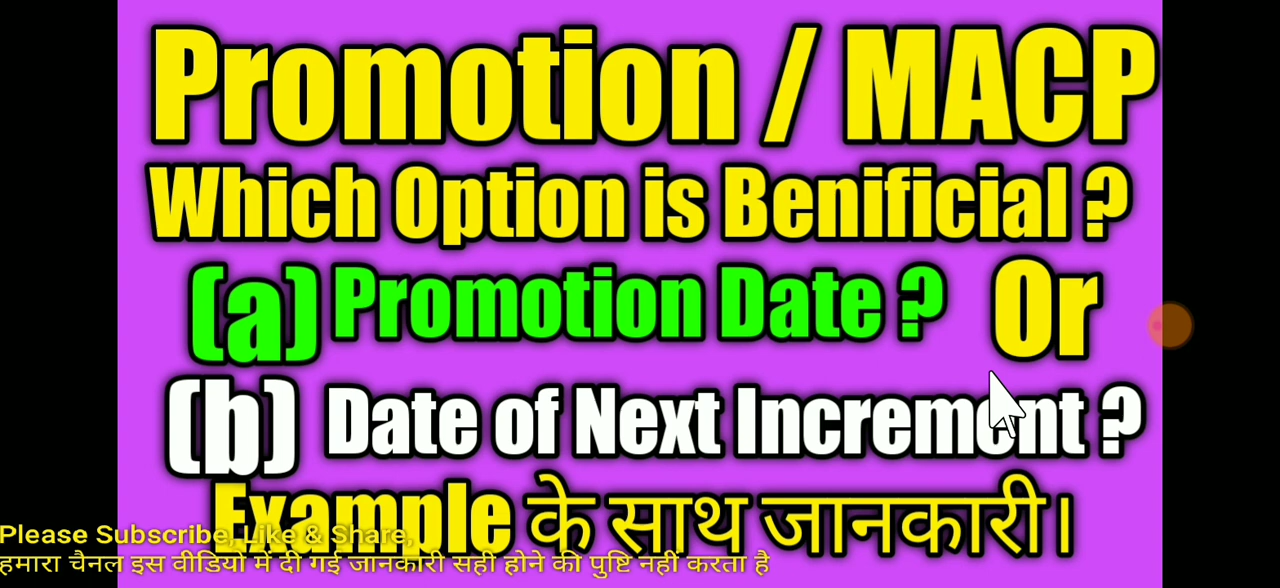 Promotion / MACP
Which Option is Benificial ?
(a) Promotion Date ? Or
(b) Date of Next Increment ?
Example के साथ जानकारी।
Please Subscribe, Like & Share,
हमारा चैनल इस वीडियो में दी गई जानकारी सही होने की पुष्टि नहीं करता है